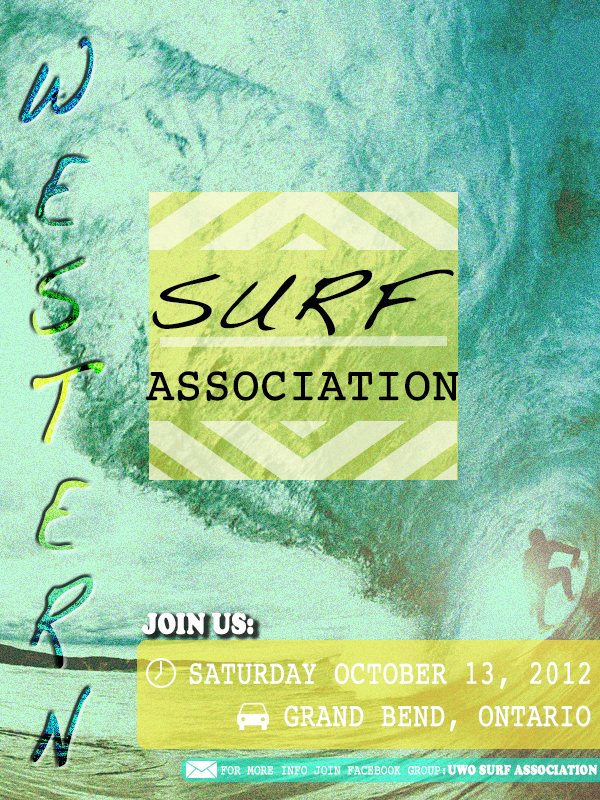 WESTERN
SURF
ASSOCIATION
JOIN US:
SATURDAY OCTOBER 13, 2012
GRAND BEND, ONTARIO
FOR MORE INFO JOIN FACEBOOK GROUP:UWO SURF ASSOCIATION